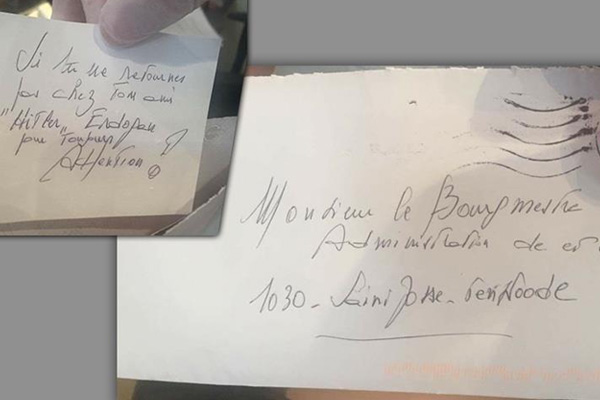 Si tu ne retournes
pas chez ton ami
"Hitler" Erdogan
pour toujours
Attention !
Monsieur le Bourgmestre
Administration de
1030 - Saint Josse - Ten Noode